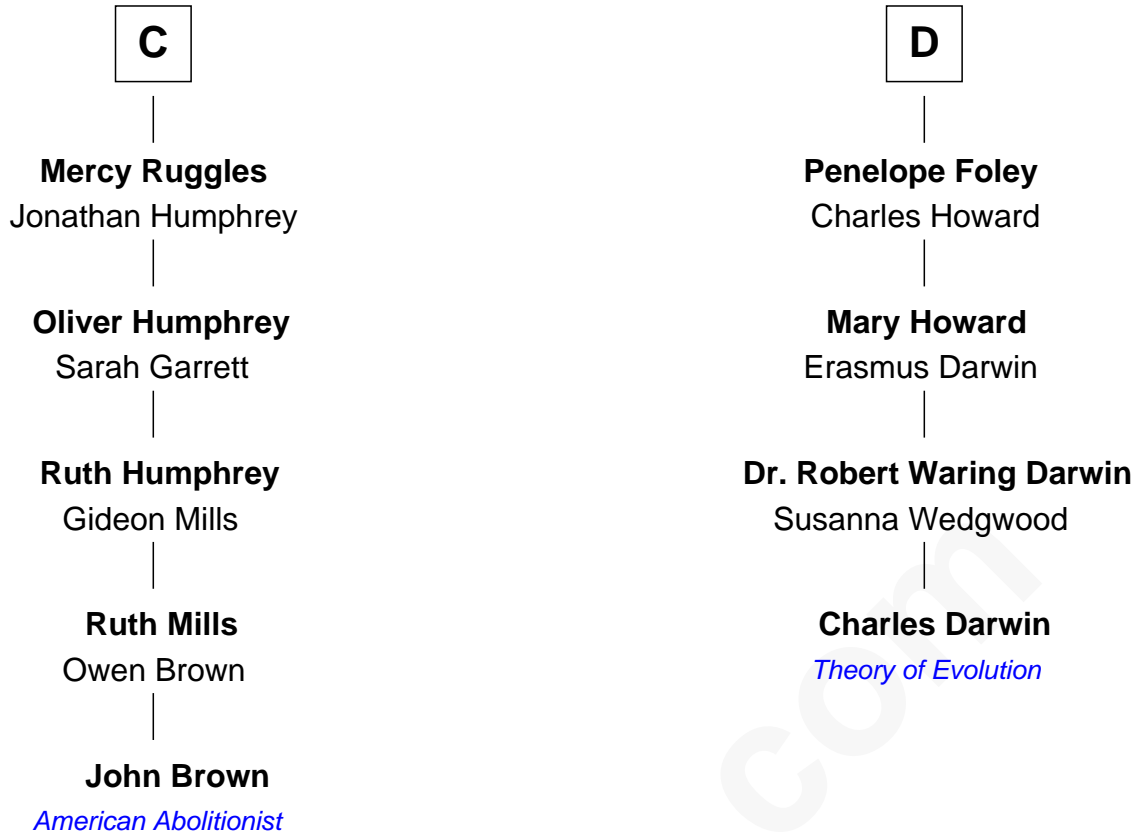 C
Mercy Ruggles
Jonathan Humphrey
Oliver Humphrey
Sarah Garrett
Ruth Humphrey
Gideon Mills
Ruth Mills
Owen Brown
John Brown
American Abolitionist
D
Penelope Foley
Charles Howard
Mary Howard
Erasmus Darwin
Dr. Robert Waring Darwin
Susanna Wedgwood
Charles Darwin
Theory of Evolution
com